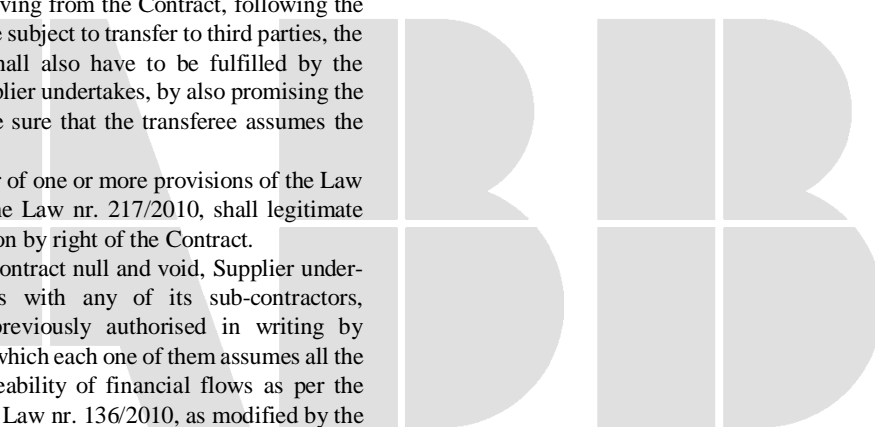 ving from the Contract, following the
e subject to transfer to third parties, the
hall also have to be fulfilled by the
plier undertakes, by also promising the
e sure that the transferee assumes the
r of one or more provisions of the Law
he Law nr. 217/2010, shall legitimate
on by right of the Contract.
ontract null and void, Supplier under-
s with any of its sub-contractors,
previously authorised in writing by
which each one of them assumes all the
eability of financial flows as per the
Law nr. 136/2010, as modified by the
ABB